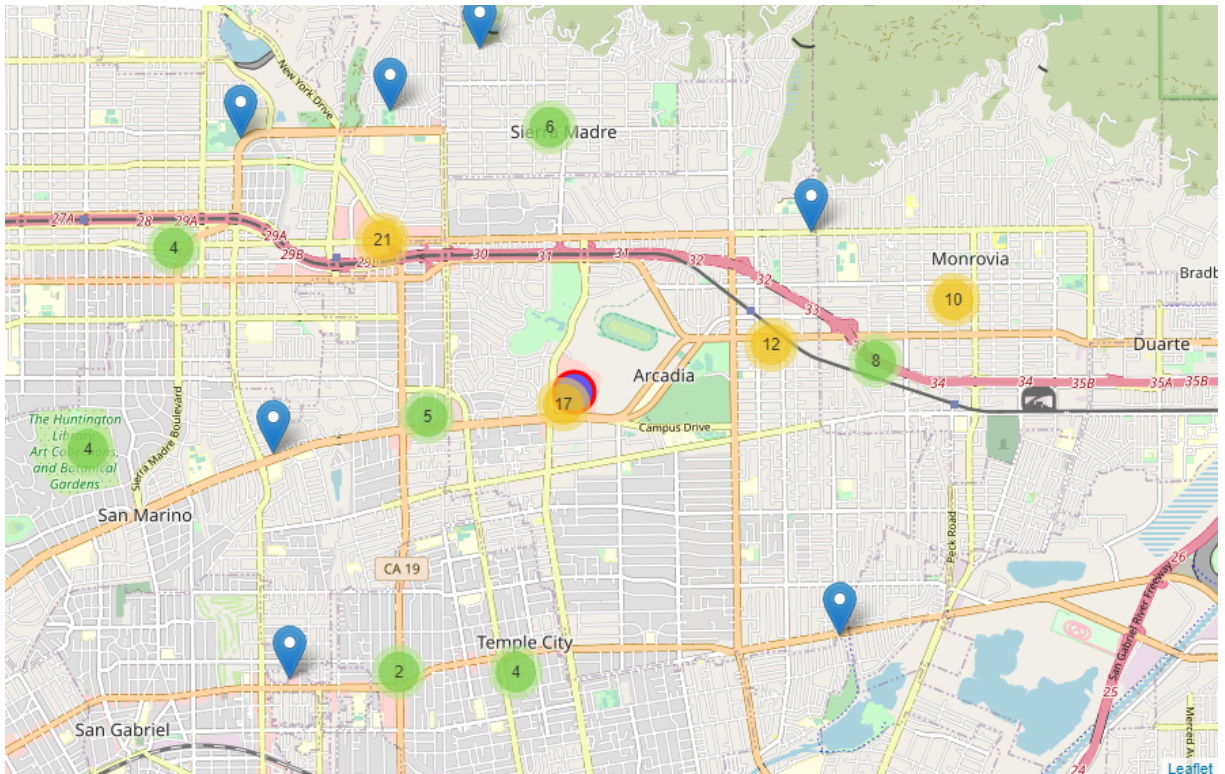 New York Drive
6
Sierra Madre
27A
28
29A
29A
4
21
29B
29B
30
31
31
32
32
33
Monrovia
10
Bradb
12
8
Duarte
34
34
35B
35A
35B
Arcadia
17
5
Campus Drive
The Huntington
Library,
Art Collections,
and Botanical
Gardens
4
Sierra Madre Boulevard
San Marino
Peck Road
CA 19
26
San Gabriel River Freeway
25
24
Temple City
2
4
San Gabriel
Merced Av
Leaflet